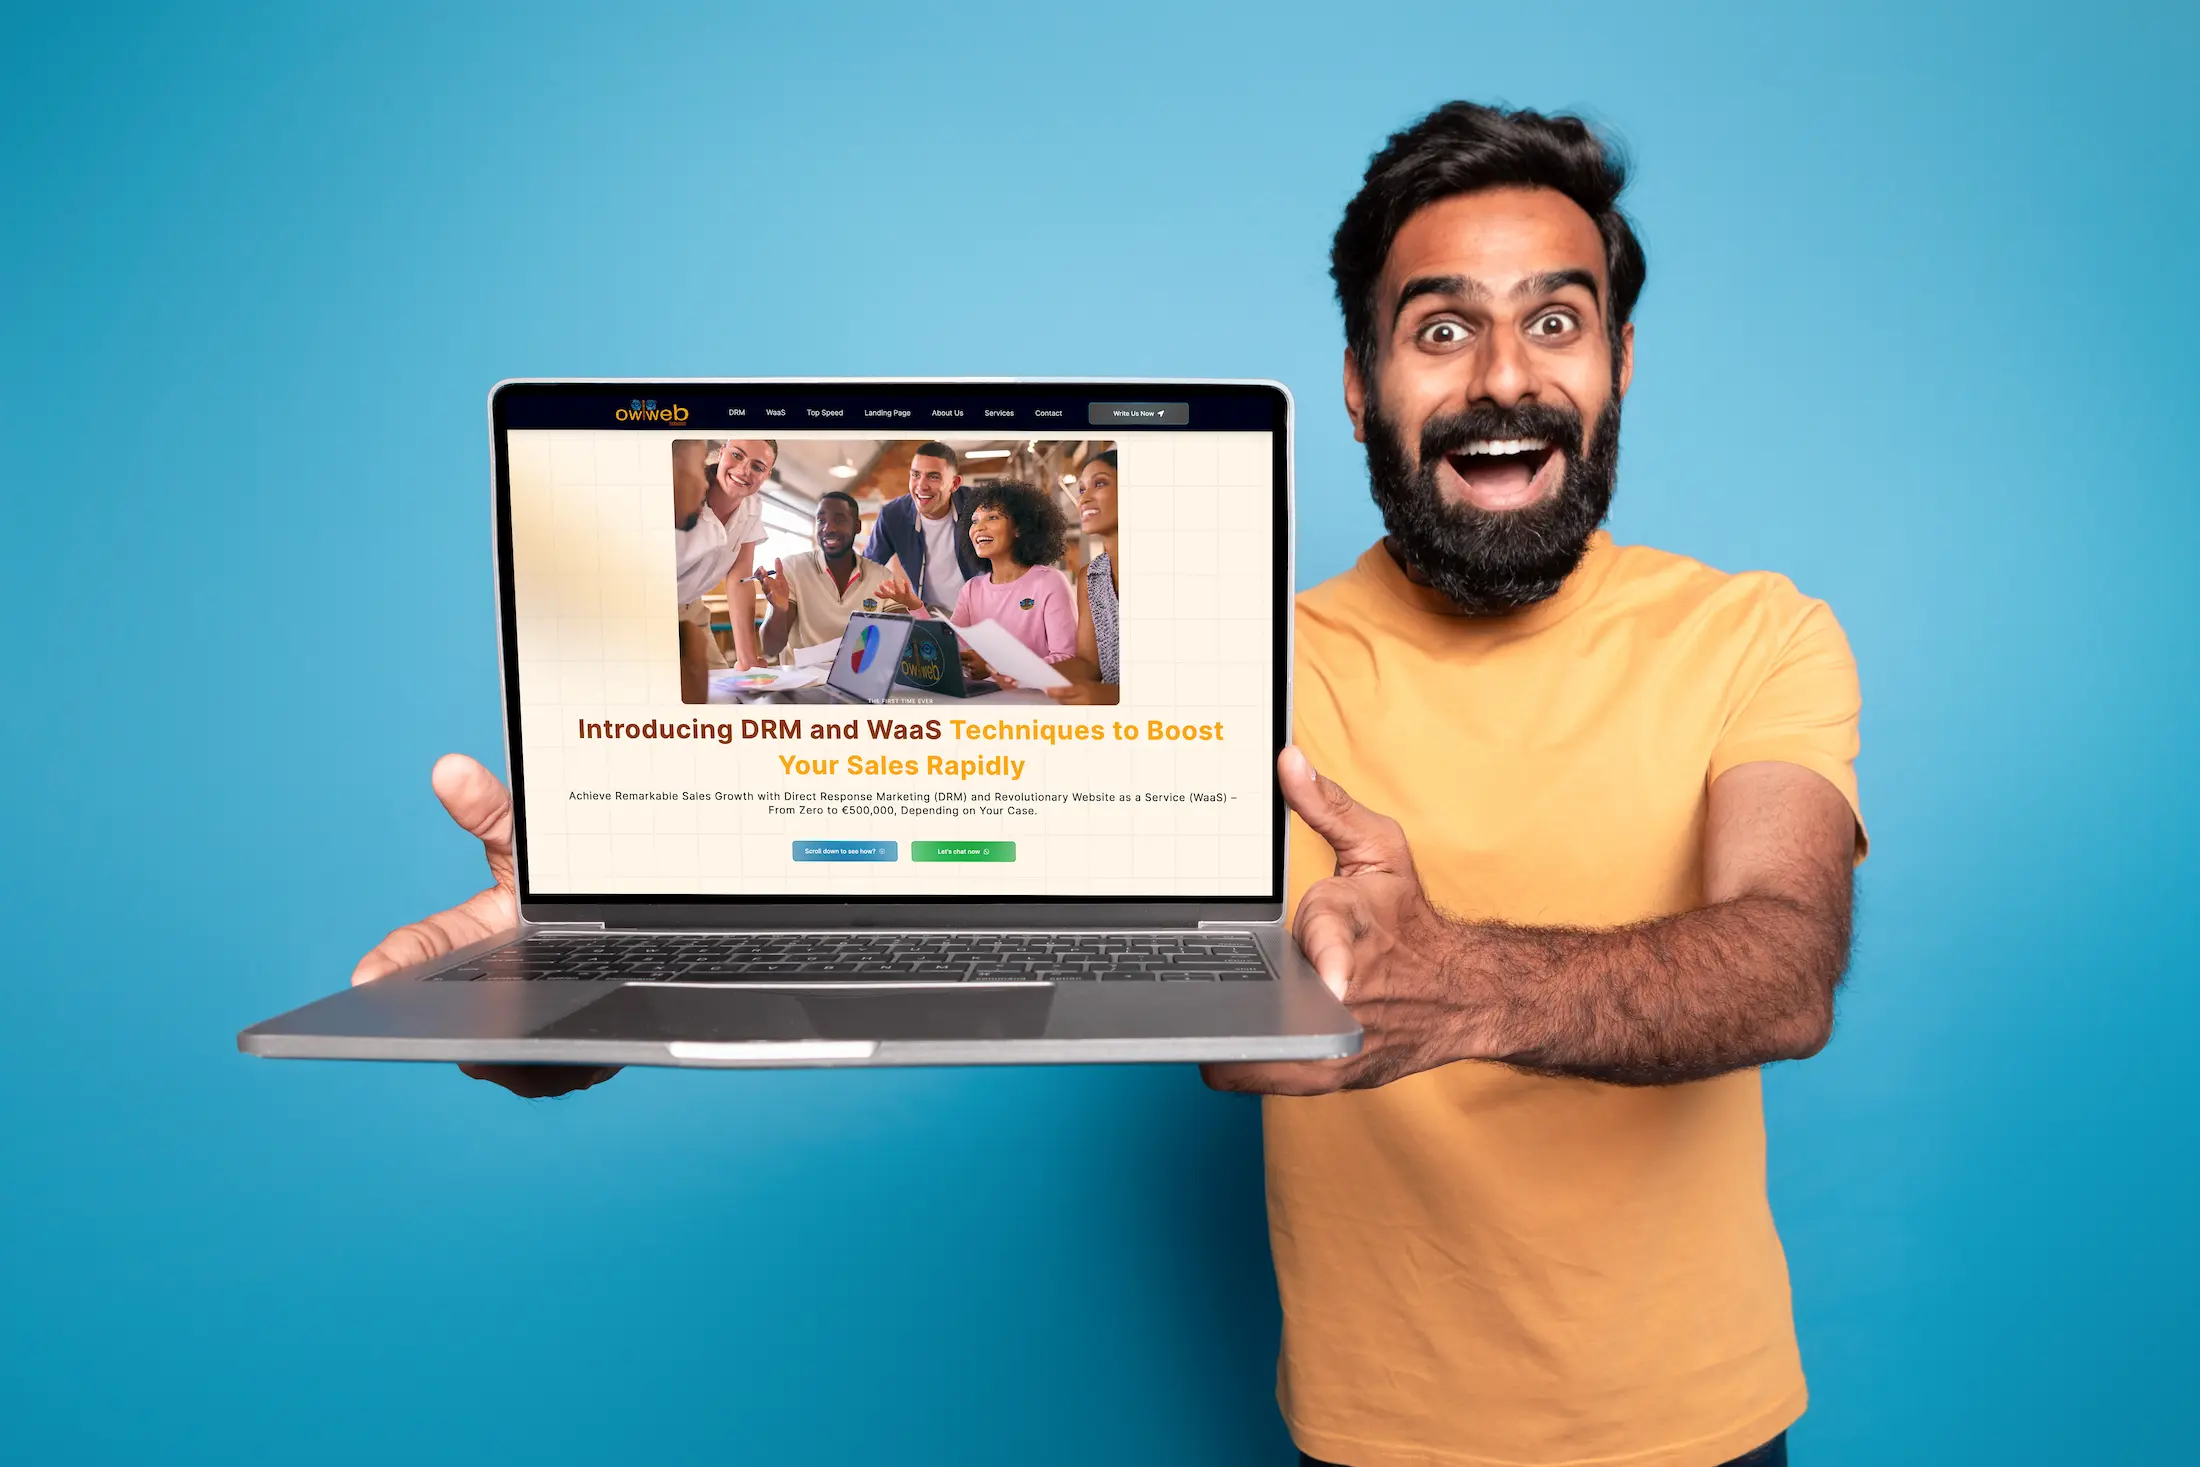 owlweb
DRM WaaS Top Speed Landing Page About Us Services Contact Write Us Now
owlweb
THE FIRST TIME EVER
Introducing DRM and WaaS Techniques to Boost
Your Sales Rapidly
Achieve Remarkable Sales Growth with Direct Response Marketing (DRM) and Revolutionary Website as a Service (WaaS) –
From Zero to €500,000, Depending on Your Case.
Scroll down to see how? Let's chat now